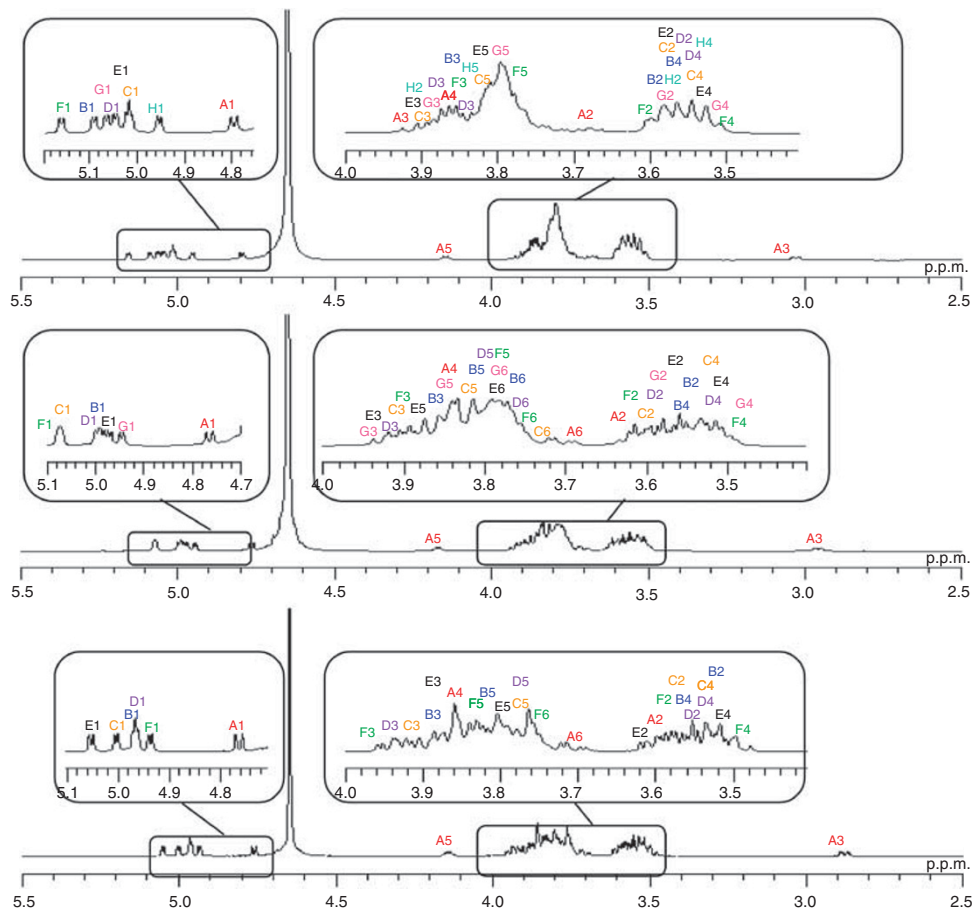 E1 G1 C1 F1 B1 D1 H1 A1
5.1 5.0 4.9 4.8
E2 D2 H4
E5 G5 C2 D4
B3 B4
H5 F5 B2 H2 C4
H2 D3 F3 C5
E3 G3 A4 G2 E4
A3 C3 D3 A2 F2 G4 F4
4.0 3.9 3.8 3.7 3.6 3.5
A5 A3
p.p.m.
5.5 5.0 4.5 4.0 3.5 3.0 2.5
C1 B1 F1 D1 E1 G1 A1
5.1 5.0 4.9 4.8 4.7
D5 F5 E2 C4
A4 B5 G6 G2 B2
F3 G5 C5 E6 B6 F2 D2 E4
C3 E5 B3 D6 D4 G4
E3 F6 A2 C2 B4 F4
G3 D3 C6 A6
4.0 3.9 3.8 3.7 3.6 3.5
A5 A3
p.p.m.
5.5 5.0 4.5 4.0 3.5 3.0 2.5
D1
E1 C1 B1 F1 A1
5.1 5.0 4.9 4.8
E3 D5 C2 B2
A4 B5 C4
F5 E5 C5 F2 B4 D4
D3 C3 B3 F6 A2 D2 E4
F3 A6 E2 F4
4.0 3.9 3.8 3.7 3.6 3.5
A5 A3
p.p.m.
5.5 5.0 4.5 4.0 3.5 3.0 2.5